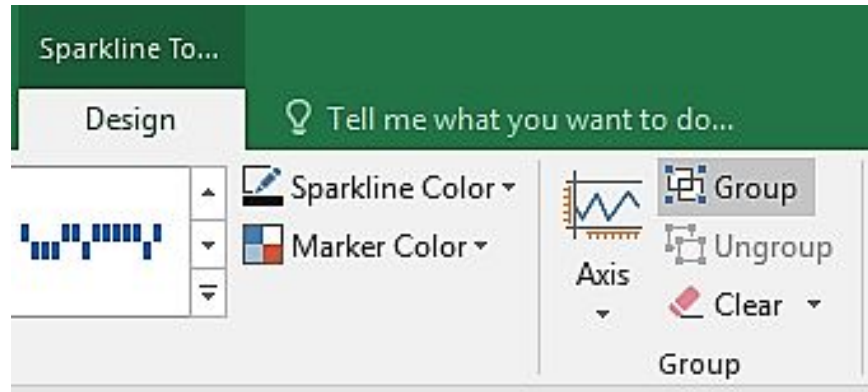 Sparkline To...
Design
Tell me what you want to do...
Sparkline Color
Marker Color
Axis
Group
Ungroup
Clear
Group